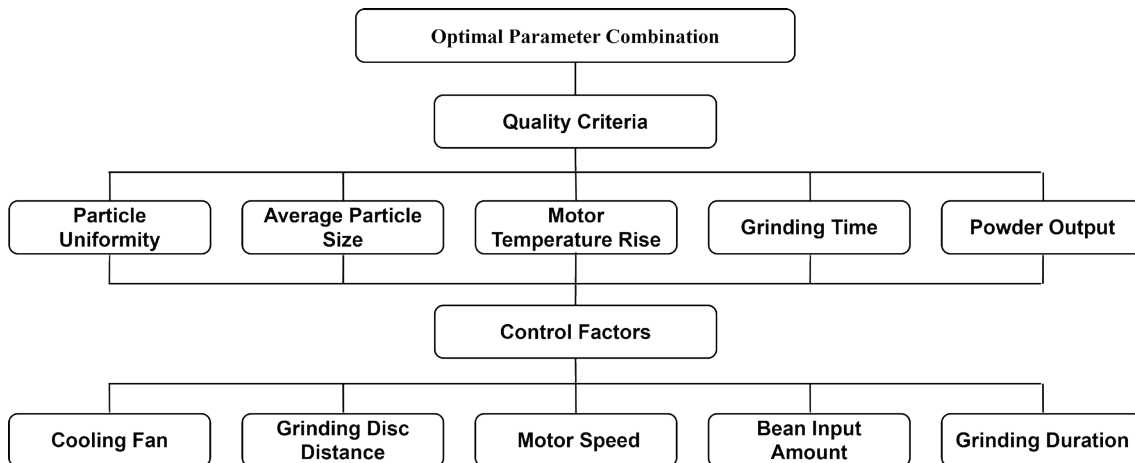 Optimal Parameter Combination
Quality Criteria
Particle
Uniformity
Average Particle
Size
Motor
Temperature Rise
Grinding Time
Powder Output
Control Factors
Cooling Fan
Grinding Disc
Distance
Motor Speed
Bean Input
Amount
Grinding Duration